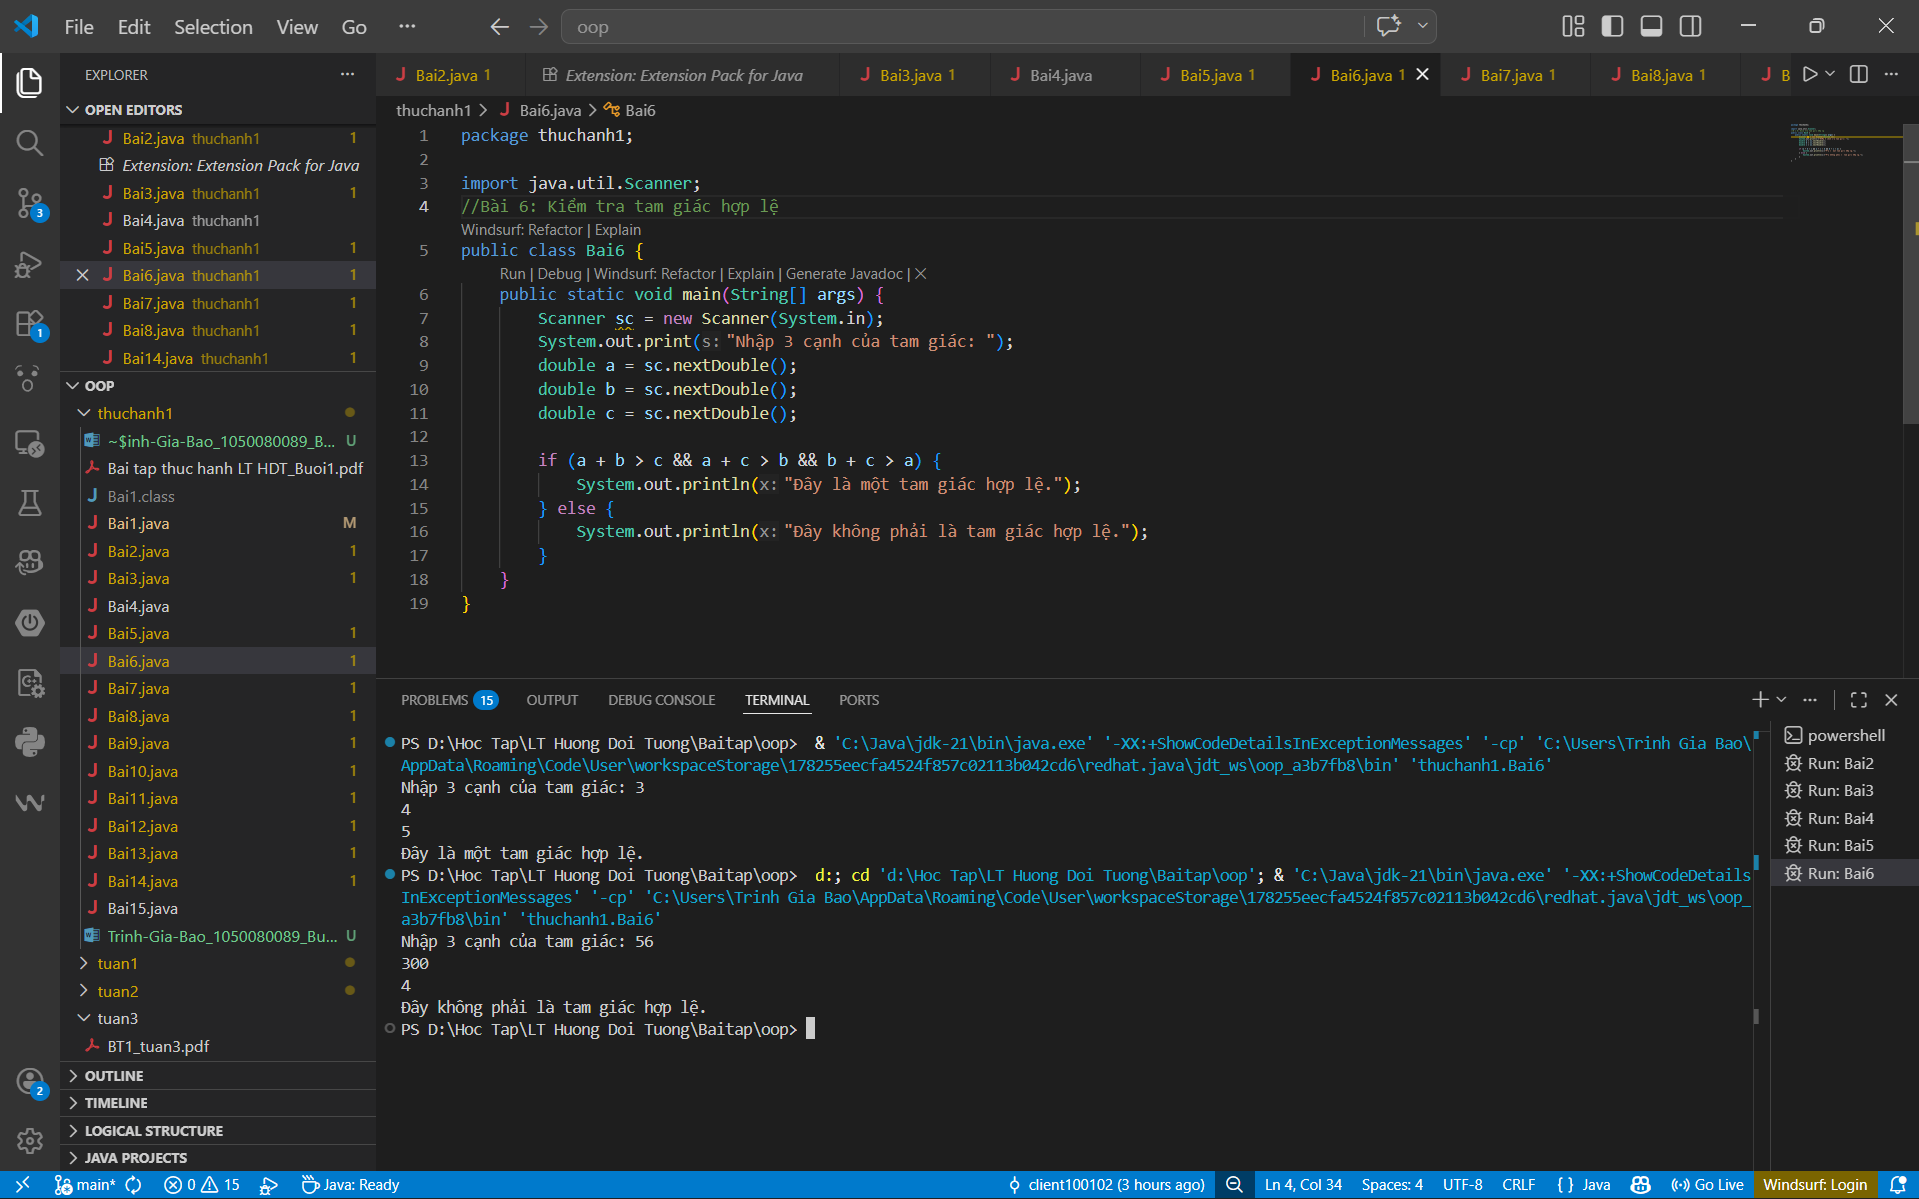 File Edit Selection View Go ··· oop
EXPLORER ···
OPEN EDITORS
Bai2.java thuchanh1 1
Extension: Extension Pack for Java
Bai3.java thuchanh1 1
Bai4.java thuchanh1
Bai5.java thuchanh1 1
Bai6.java thuchanh1 1
Bai7.java thuchanh1 1
Bai8.java thuchanh1 1
Bai14.java thuchanh1 1
OOP
thuchanh1
~$inh-Gia-Bao_1050080089_B... U
Bai tap thuc hanh LT HDT_Buoi1.pdf
Bai1.class
Bai1.java M
Bai2.java 1
Bai3.java 1
Bai4.java
Bai5.java 1
Bai6.java 1
Bai7.java 1
Bai8.java 1
Bai9.java 1
Bai10.java 1
Bai11.java 1
Bai12.java 1
Bai13.java 1
Bai14.java 1
Bai15.java
Trinh-Gia-Bao_1050080089_Bu... U
tuan1
tuan2
tuan3
BT1_tuan3.pdf
OUTLINE
TIMELINE
LOGICAL STRUCTURE
JAVA PROJECTS
3
1
2
Bai2.java 1 Extension: Extension Pack for Java Bai3.java 1 Bai4.java Bai5.java 1 Bai6.java 1 Bai7.java 1 Bai8.java 1 B ···
thuchanh1 > Bai6.java > Bai6
1 package thuchanh1;
2
3 import java.util.Scanner;
4 //Bài 6: Kiểm tra tam giác hợp lệ
Windsurf: Refactor | Explain
5 public class Bai6 {
Run | Debug | Windsurf: Refactor | Explain | Generate Javadoc | X
6 public static void main(String[] args) {
7 Scanner sc = new Scanner(System.in);
8 System.out.print(s: "Nhập 3 cạnh của tam giác: ");
9 double a = sc.nextDouble();
10 double b = sc.nextDouble();
11 double c = sc.nextDouble();
12
13 if (a + b > c && a + c > b && b + c > a) {
14 System.out.println(x: "Đây là một tam giác hợp lệ.");
15 } else {
16 System.out.println(x: "Đây không phải là tam giác hợp lệ.");
17 }
18 }
19 }
PROBLEMS 15 OUTPUT DEBUG CONSOLE TERMINAL PORTS ···
PS D:\Hoc Tap\LT Huong Doi Tuong\Baitap\oop> & 'C:\Java\jdk-21\bin\java.exe' '-XX:+ShowCodeDetailsInExceptionMessages' '-cp' 'C:\Users\Trinh Gia Bao\
AppData\Roaming\Code\User\workspaceStorage\178255eecfa4524f857c02113b042cd6\redhat.java\jdt_ws\oop_a3b7fb8\bin' 'thuchanh1.Bai6'
Nhập 3 cạnh của tam giác: 3
4
5
Đây là một tam giác hợp lệ.
PS D:\Hoc Tap\LT Huong Doi Tuong\Baitap\oop> d:; cd 'd:\Hoc Tap\LT Huong Doi Tuong\Baitap\oop'; & 'C:\Java\jdk-21\bin\java.exe' '-XX:+ShowCodeDetails
InExceptionMessages' '-cp' 'C:\Users\Trinh Gia Bao\AppData\Roaming\Code\User\workspaceStorage\178255eecfa4524f857c02113b042cd6\redhat.java\jdt_ws\oop_
a3b7fb8\bin' 'thuchanh1.Bai6'
Nhập 3 cạnh của tam giác: 56
300
4
Đây không phải là tam giác hợp lệ.
PS D:\Hoc Tap\LT Huong Doi Tuong\Baitap\oop>
powershell
Run: Bai2
Run: Bai3
Run: Bai4
Run: Bai5
Run: Bai6
main* 0 15 Java: Ready client100102 (3 hours ago) Ln 4, Col 34 Spaces: 4 UTF-8 CRLF { } Java Go Live Windsurf: Login